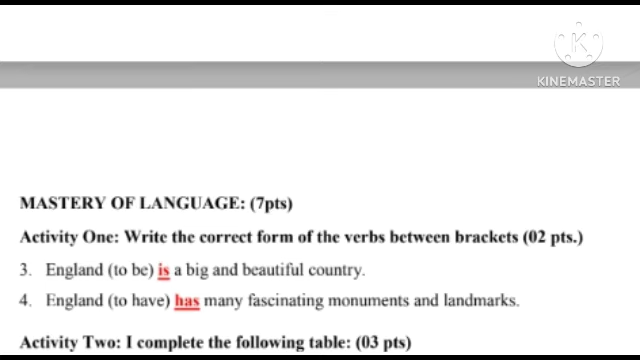 K
KINEMASTER
MASTERY OF LANGUAGE: (7pts)
Activity One: Write the correct form of the verbs between brackets (02 pts.)
3. England (to be) is a big and beautiful country.
4. England (to have) has many fascinating monuments and landmarks.
Activity Two: I complete the following table: (03 pts)